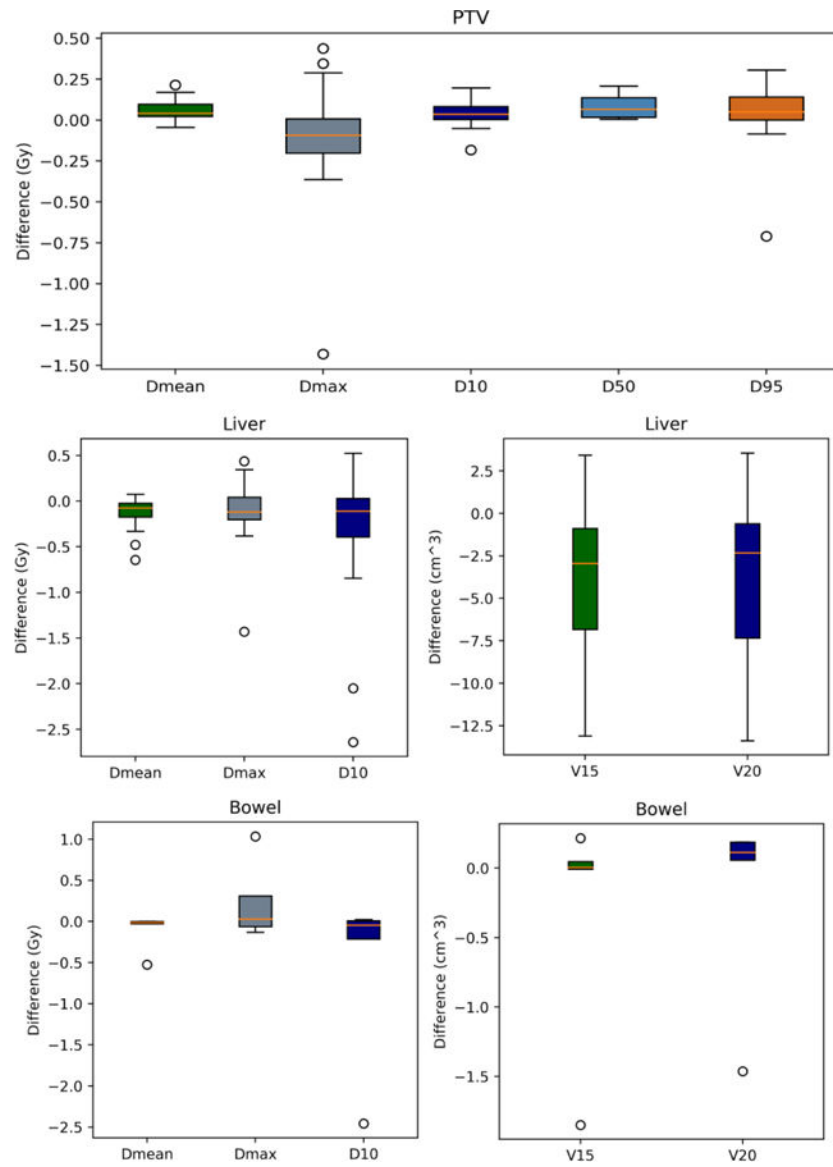 PTV
Difference (Gy)
0.50
0.25
0.00
−0.25
−0.50
−0.75
−1.00
−1.25
−1.50
Dmean Dmax D10 D50 D95
Liver
Difference (Gy)
0.5
0.0
−0.5
−1.0
−1.5
−2.0
−2.5
Dmean Dmax D10
Liver
Difference (cm^3)
2.5
0.0
−2.5
−5.0
−7.5
−10.0
−12.5
V15 V20
Bowel
Difference (Gy)
1.0
0.5
0.0
−0.5
−1.0
−1.5
−2.0
−2.5
Dmean Dmax D10
Bowel
Difference (cm^3)
0.0
−0.5
−1.0
−1.5
V15 V20